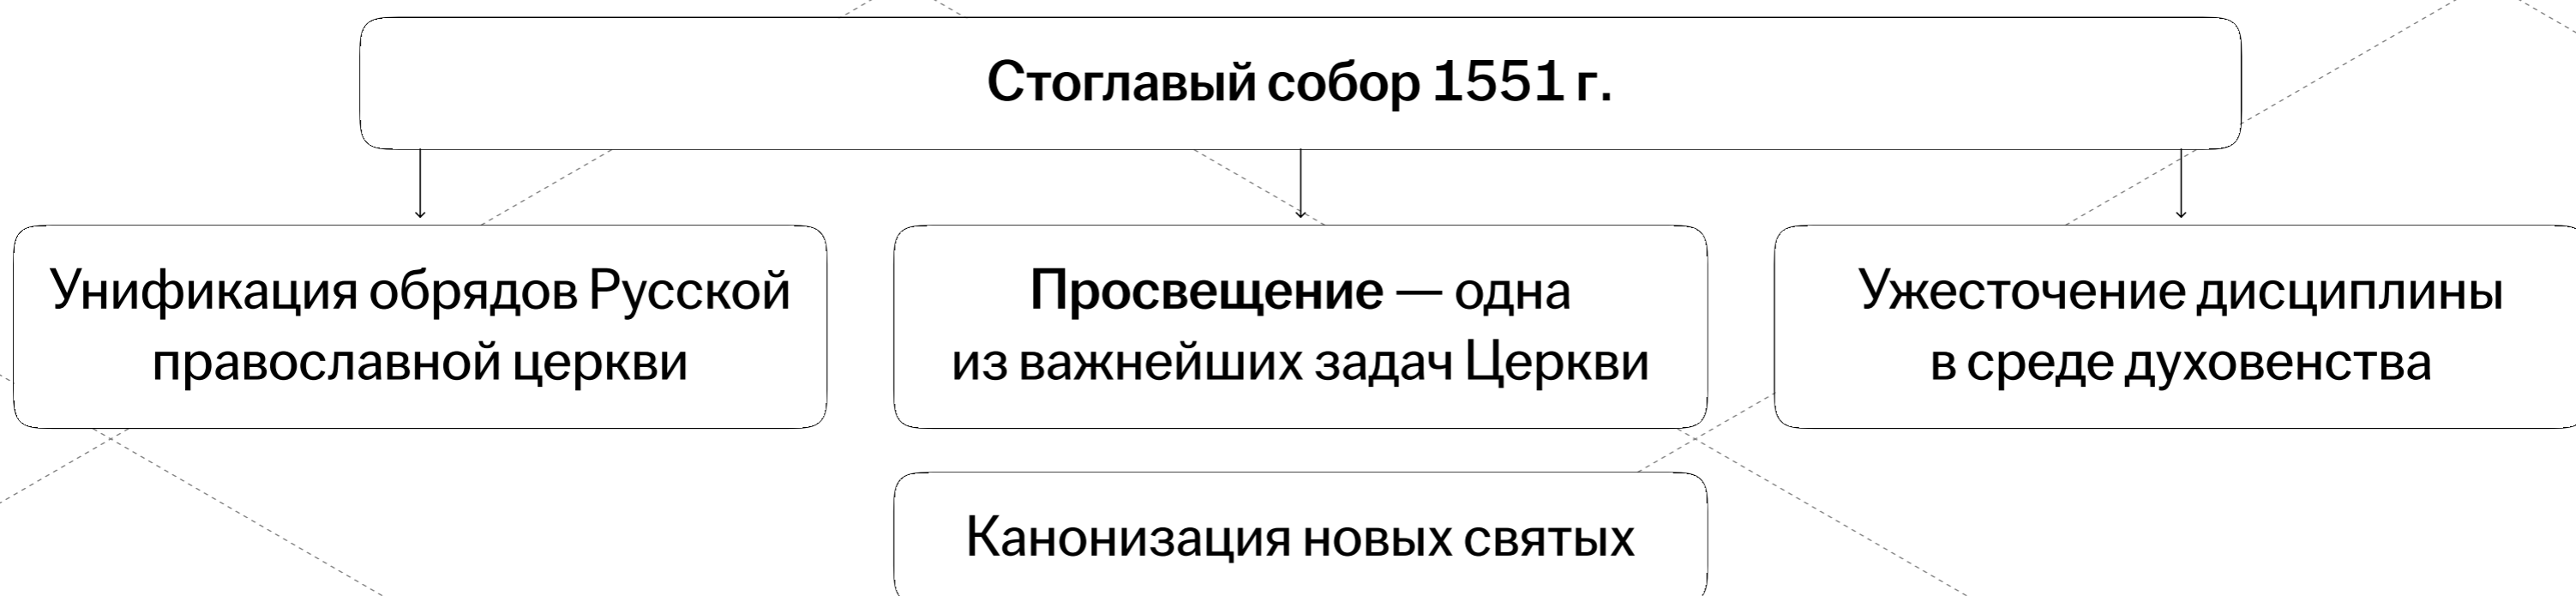 Стоглавый собор 1551 г.
Унификация обрядов Русской
православной церкви
Просвещение — одна
из важнейших задач Церкви
Ужесточение дисциплины
в среде духовенства
Канонизация новых святых